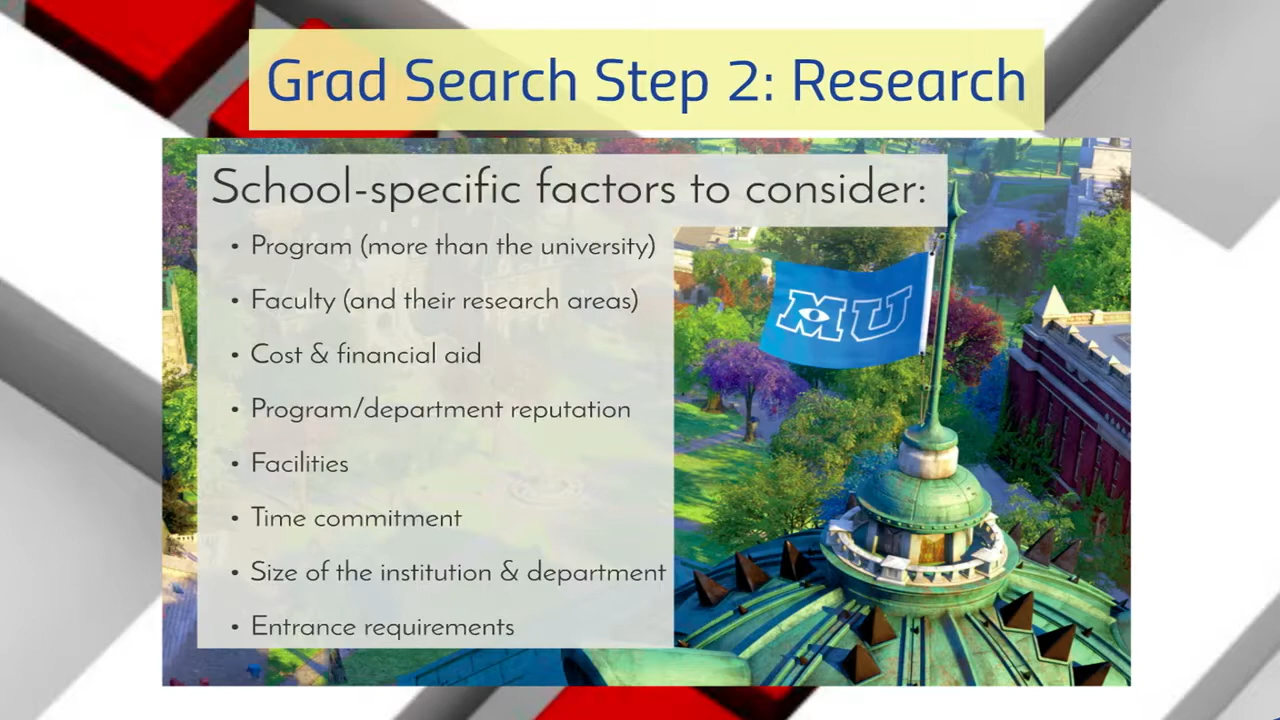 Grad Search Step 2: Research
School-specific factors to consider:
• Program (more than the university)
• Faculty (and their research areas)
• Cost & financial aid
• Program/department reputation
• Facilities
• Time commitment
• Size of the institution & department
• Entrance requirements
MU